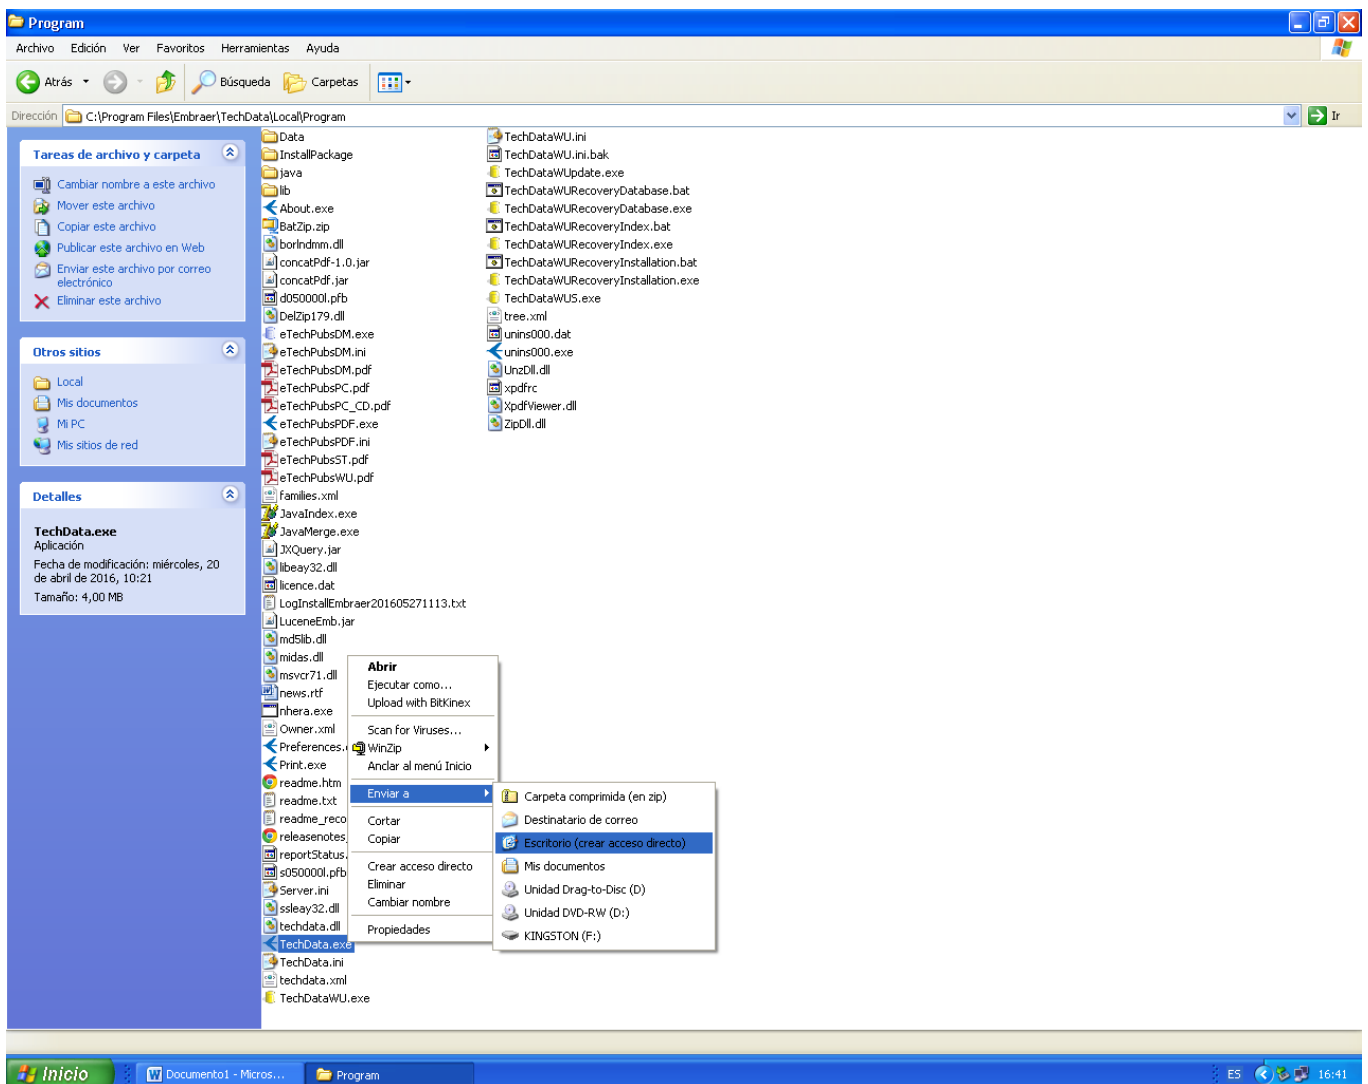 Program
Archivo Edición Ver Favoritos Herramientas Ayuda
Atrás Búsqueda Carpetas
Dirección C:\Program Files\Embraer\TechData\Local\Program Ir
Tareas de archivo y carpeta
Cambiar nombre a este archivo
Mover este archivo
Copiar este archivo
Publicar este archivo en Web
Enviar este archivo por correo
electrónico
Eliminar este archivo
Otros sitios
Local
Mis documentos
Mi PC
Mis sitios de red
Detalles
TechData.exe
Aplicación
Fecha de modificación: miércoles, 20
de abril de 2016, 10:21
Tamaño: 4,00 MB
Data
InstallPackage
java
lib
About.exe
BatZip.zip
borlndmm.dll
concatPdf-1.0.jar
concatPdf.jar
d050000l.pfb
DelZip179.dll
eTechPubsDM.exe
eTechPubsDM.ini
eTechPubsDM.pdf
eTechPubsPC.pdf
eTechPubsPC_CD.pdf
eTechPubsPDF.exe
eTechPubsPDF.ini
eTechPubsST.pdf
eTechPubsWU.pdf
families.xml
JavaIndex.exe
JavaMerge.exe
JXQuery.jar
libeay32.dll
licence.dat
LogInstallEmbraer201605271113.txt
LuceneEmb.jar
md5lib.dll
midas.dll
msvcr71.dll
news.rtf
nhera.exe
Owner.xml
Preferences.
Print.exe
readme.htm
readme.txt
readme_reco
releasenotes
reportStatus.
s050000l.pfb
Server.ini
ssleay32.dll
techdata.dll
TechData.exe
TechData.ini
techdata.xml
TechDataWU.exe
TechDataWU.ini
TechDataWU.ini.bak
TechDataWUpdate.exe
TechDataWURecoveryDatabase.bat
TechDataWURecoveryDatabase.exe
TechDataWURecoveryIndex.bat
TechDataWURecoveryIndex.exe
TechDataWURecoveryInstallation.bat
TechDataWURecoveryInstallation.exe
TechDataWUS.exe
tree.xml
unins000.dat
unins000.exe
UnzDll.dll
xpdfrc
XpdfViewer.dll
ZipDll.dll
Abrir
Ejecutar como...
Upload with BitKinex
Scan for Viruses...
WinZip
Anclar al menú Inicio
Enviar a
Cortar
Copiar
Crear acceso directo
Eliminar
Cambiar nombre
Propiedades
Carpeta comprimida (en zip)
Destinatario de correo
Escritorio (crear acceso directo)
Mis documentos
Unidad Drag-to-Disc (D)
Unidad DVD-RW (D:)
KINGSTON (F:)
Inicio Documento1 - Micros... Program ES 16:41